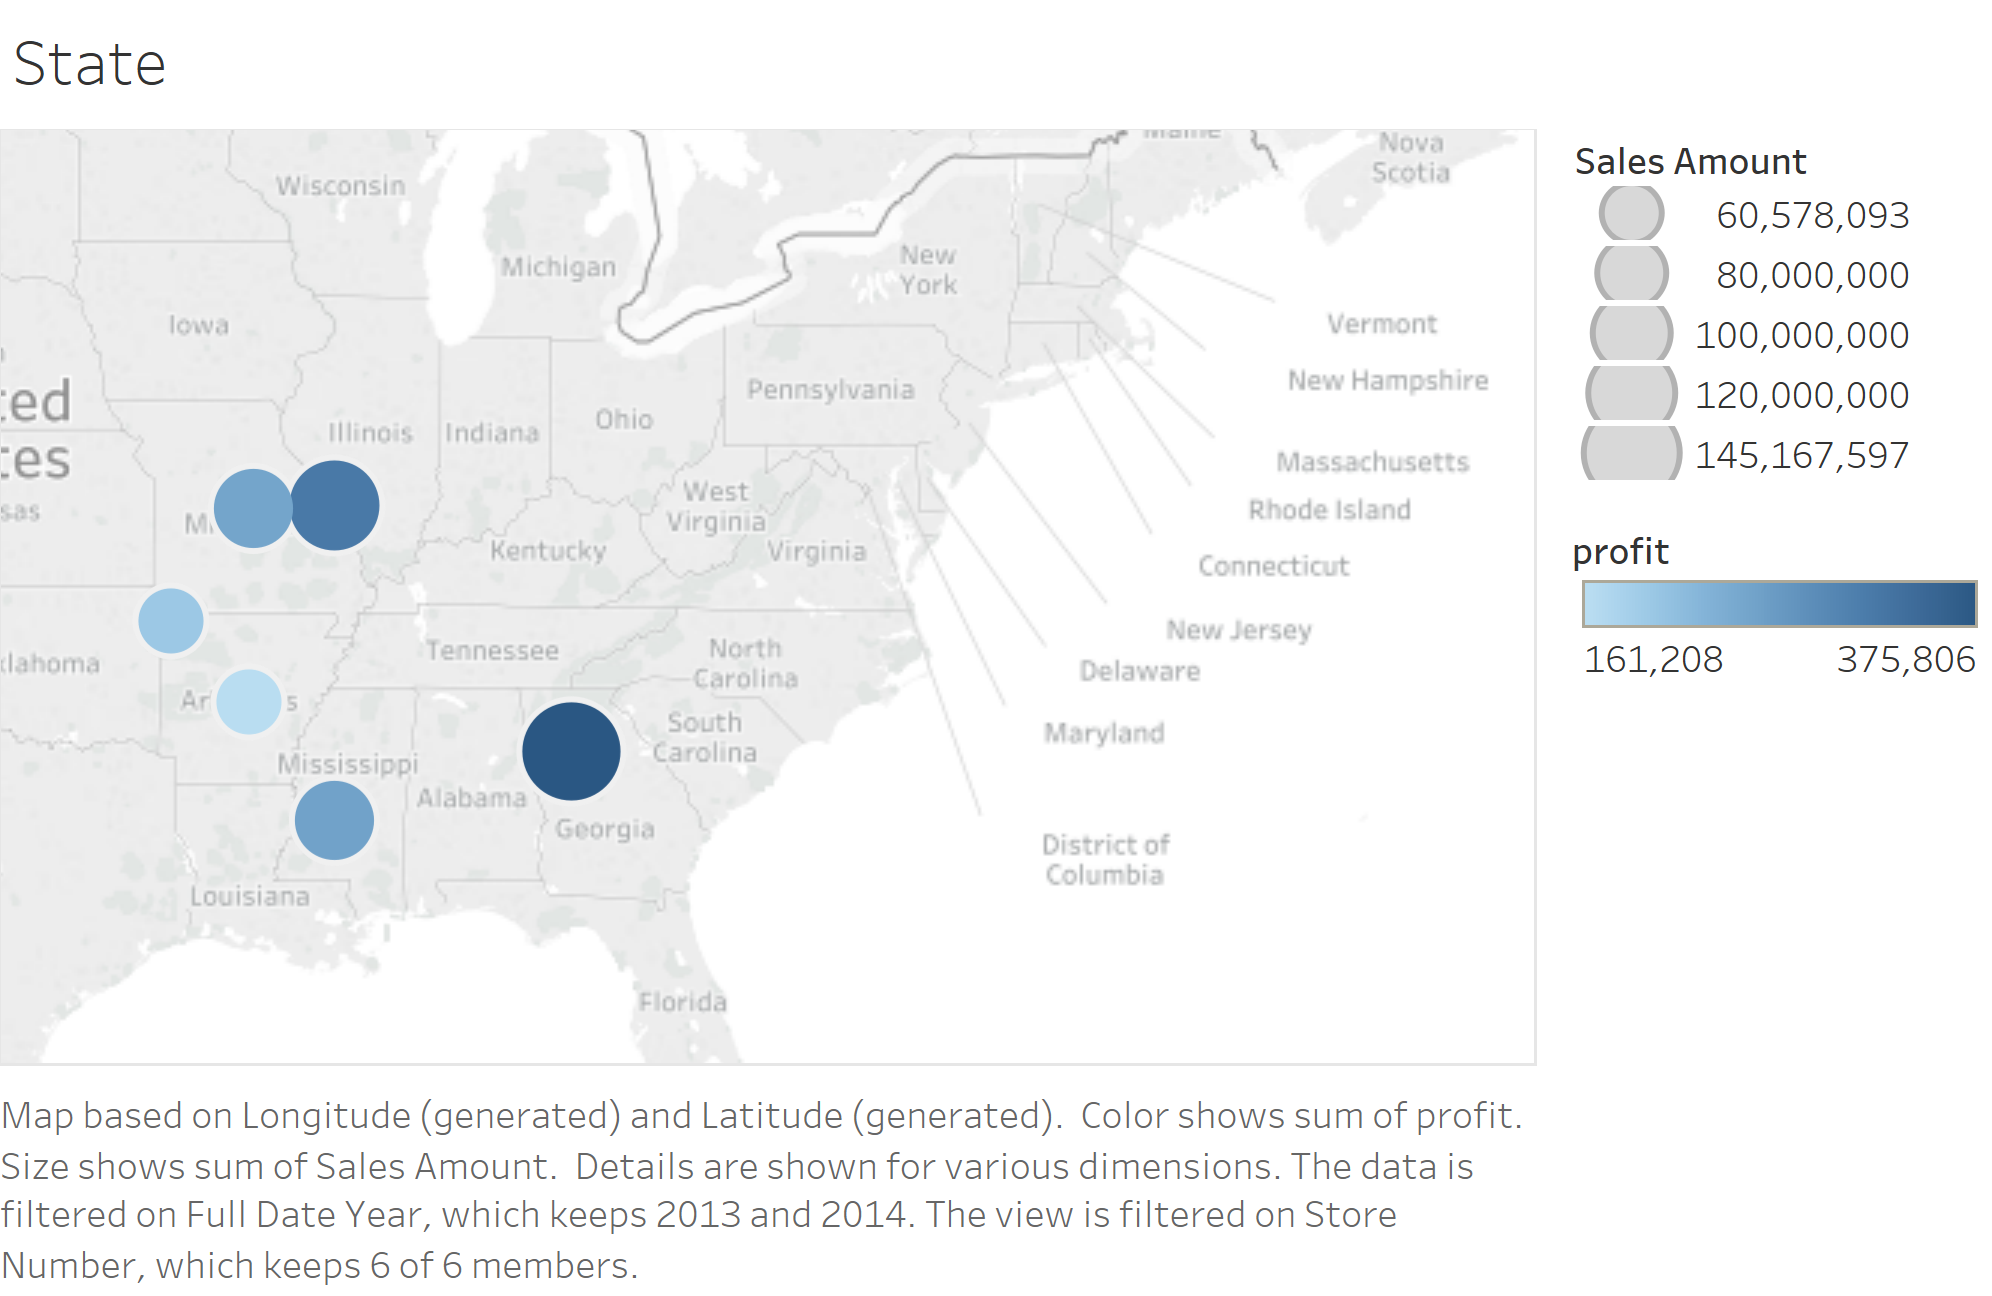 State
Wisconsin
Michigan
Iowa
New
York
Nova
Scotia
Vermont
New Hampshire
Pennsylvania
Ohio
Illinois
Indiana
ted
tes
sas
West
Virginia
Virginia
Kentucky
Massachusetts
Rhode Island
Connecticut
New Jersey
Delaware
Maryland
District of
Columbia
Tennessee
North
Carolina
South
Carolina
lahoma
Ar s
Mississippi
Alabama
Georgia
Louisiana
Florida
Sales Amount
60,578,093
80,000,000
100,000,000
120,000,000
145,167,597
profit
161,208 375,806
Map based on Longitude (generated) and Latitude (generated).  Color shows sum of profit.
Size shows sum of Sales Amount.  Details are shown for various dimensions. The data is
filtered on Full Date Year, which keeps 2013 and 2014. The view is filtered on Store
Number, which keeps 6 of 6 members.